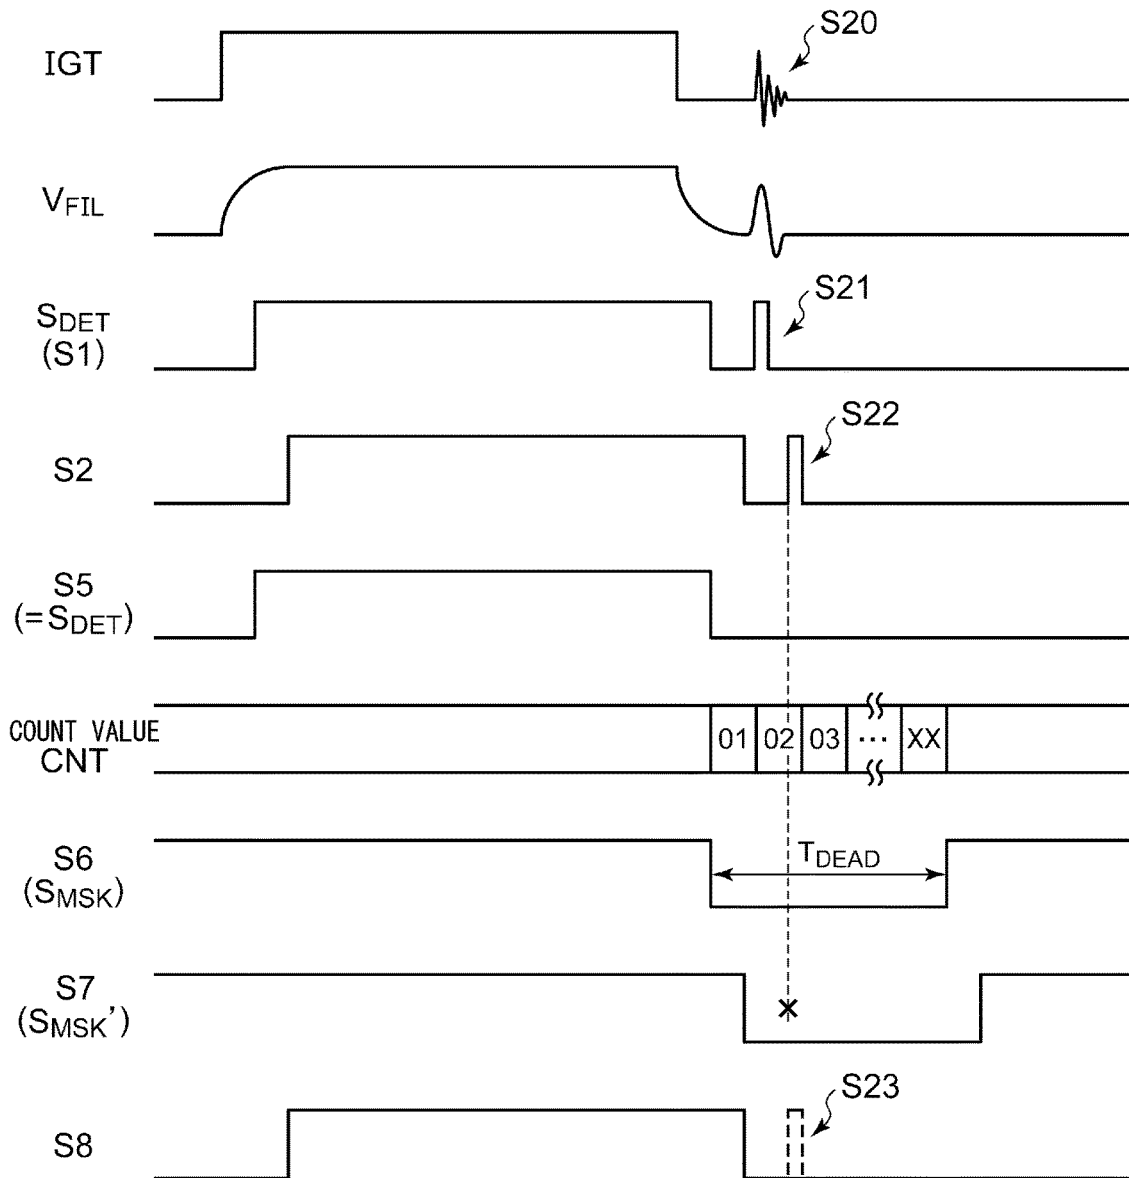 S20
IGT
VFIL
S21
SDET
(S1)
S22
S2
S5
(=SDET)
COUNT VALUE
CNT
01 02 03 ... XX
S6
(SMSK)
TDEAD
S7
(SMSK')
S23
S8